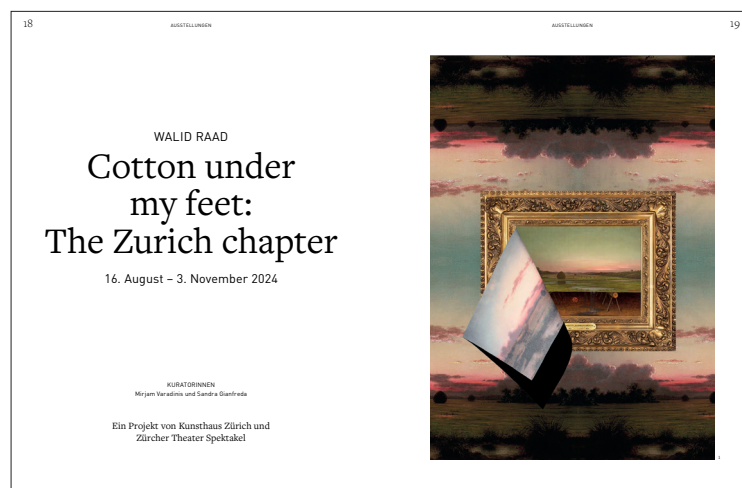 18
AUSSTELLUNGEN
WALID RAAD
Cotton under
my feet:
The Zurich chapter
16. August – 3. November 2024
KURATORINNEN
Mirjam Varadinis und Sandra Gianfreda
Ein Projekt von Kunsthaus Zürich und
Zürcher Theater Spektakel
AUSSTELLUNGEN
19